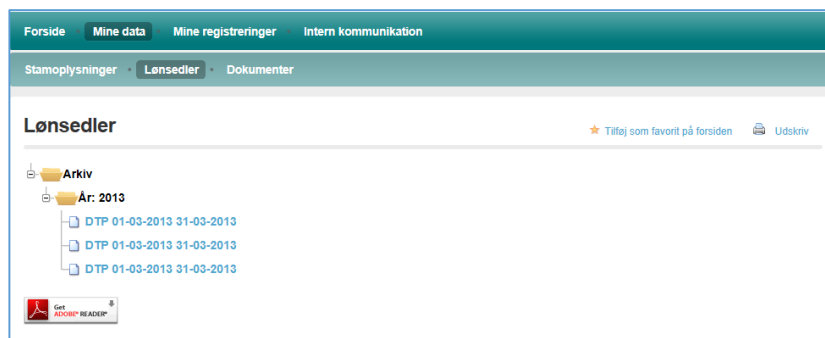 Forside Mine data Mine registreringer Intern kommunikation
Stamoplysninger Lønsedler Dokumenter
Lønsedler
Tilføj som favorit på forsiden Udskriv
Arkiv
År: 2013
DTP 01-03-2013 31-03-2013
DTP 01-03-2013 31-03-2013
DTP 01-03-2013 31-03-2013
Get
ADOBE® READER®